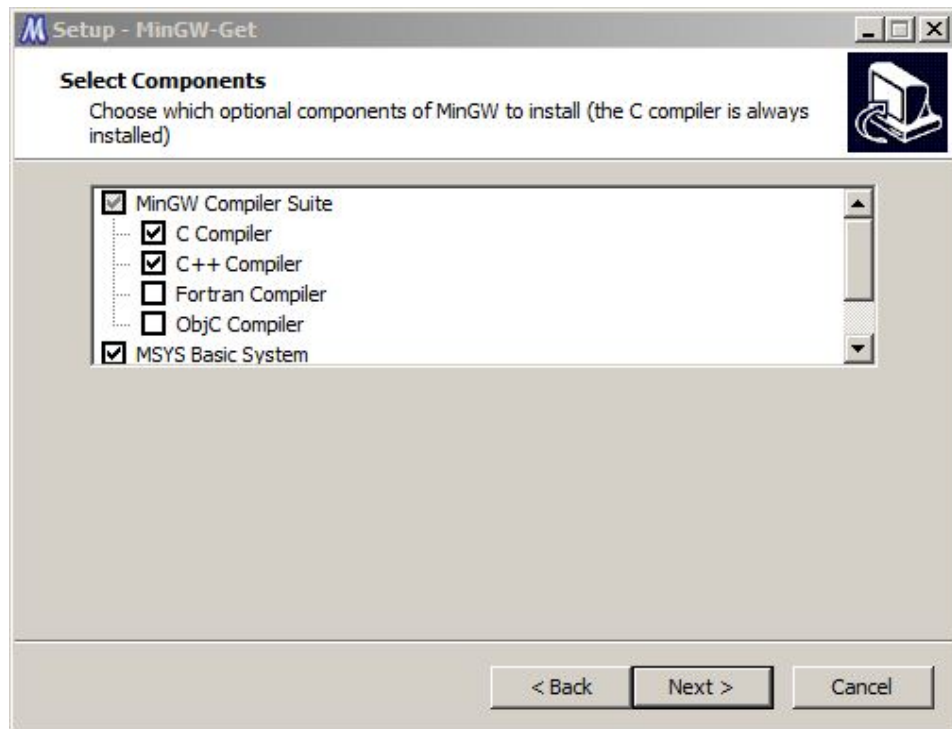 Setup - MinGW-Get
Select Components
Choose which optional components of MinGW to install (the C compiler is always
installed)
MinGW Compiler Suite
C Compiler
C++ Compiler
Fortran Compiler
ObjC Compiler
MSYS Basic System
< Back
Next >
Cancel